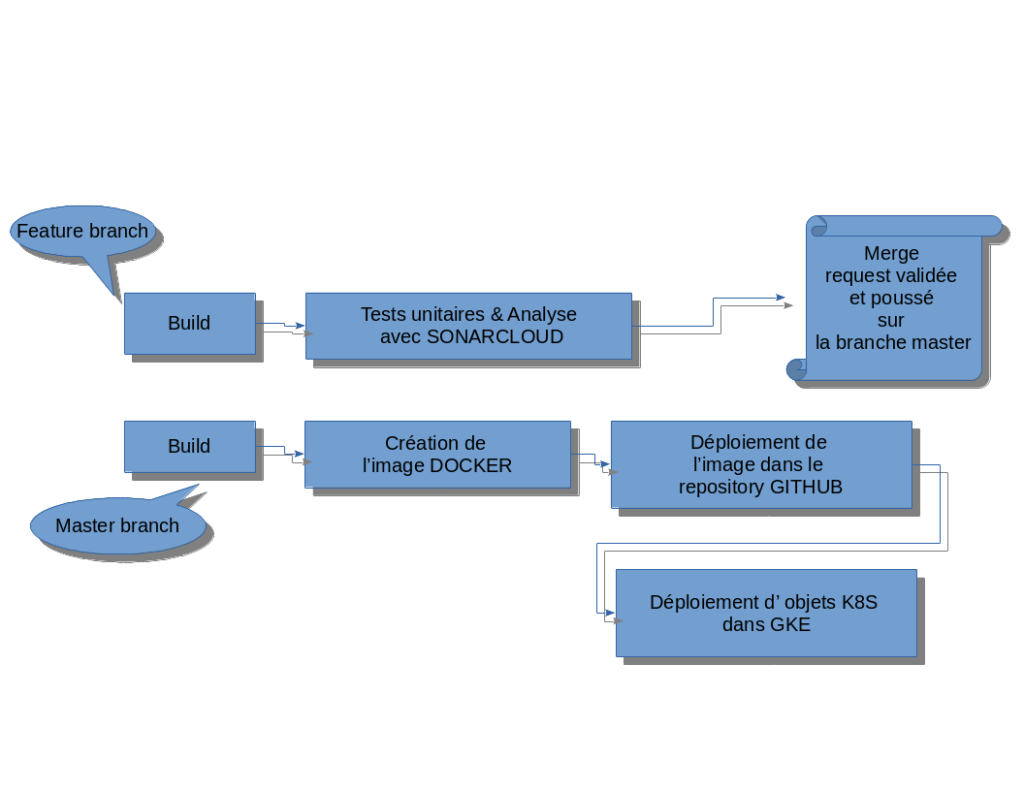 Feature branch
Build
Tests unitaires & Analyse
avec SONARCLOUD
Merge
request validée
et poussé
sur
la branche master
Build
Création de
l’image DOCKER
Déploiement de
l’image dans le
repository GITHUB
Master branch
Déploiement d’ objets K8S
dans GKE